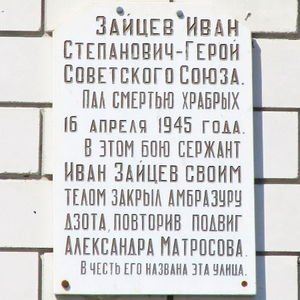 Зайцев Иван
Степанович-Герой
Советского Союза.
Пал смертью храбрых
16 апреля 1945 года.
В этом бою сержант
Иван Зайцев своим
телом закрыл амбразуру
дзота, повторив подвиг
Александра Матросова.
В честь его названа эта улица.